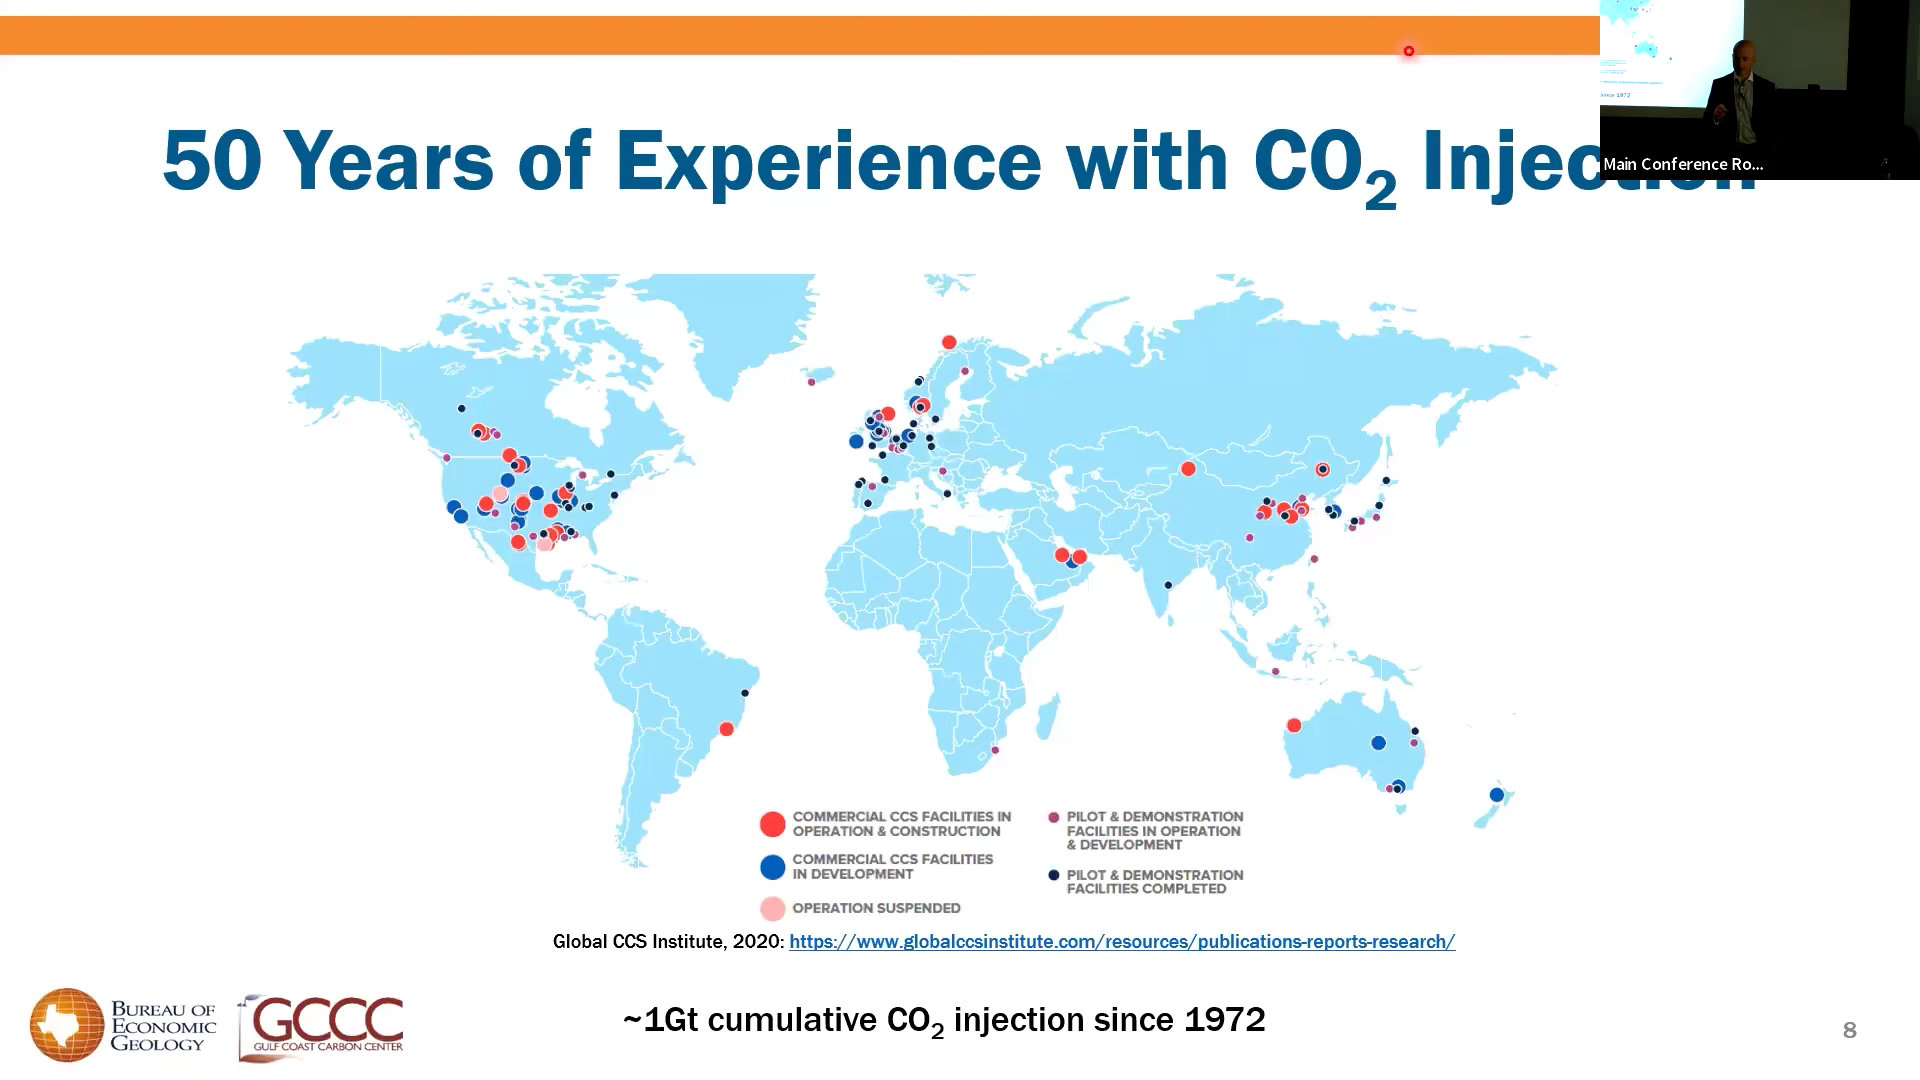 50 Years of Experience with CO2 Injection
since 1972
Main Conference Ro...
COMMERCIAL CCS FACILITIES IN
OPERATION & CONSTRUCTION
COMMERCIAL CCS FACILITIES
IN DEVELOPMENT
OPERATION SUSPENDED
PILOT & DEMONSTRATION
FACILITIES IN OPERATION
& DEVELOPMENT
PILOT & DEMONSTRATION
FACILITIES COMPLETED
Global CCS Institute, 2020: https://www.globalccsinstitute.com/resources/publications-reports-research/
BUREAU OF
ECONOMIC
GEOLOGY
GCCC
GULF COAST CARBON CENTER
~1Gt cumulative CO2 injection since 1972
8